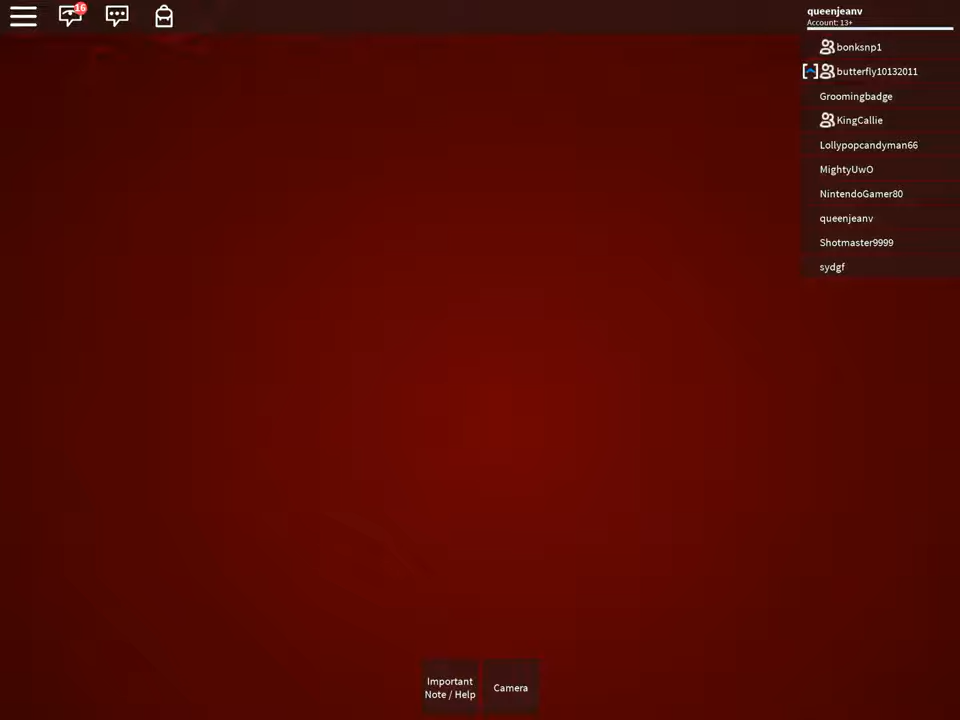 16
queenjeanv
Account: 13+
bonksnp1
butterfly10132011
Groomingbadge
KingCallie
Lollypopcandyman66
MightyUwO
NintendoGamer80
queenjeanv
Shotmaster9999
sydgf
Important
Note / Help
Camera